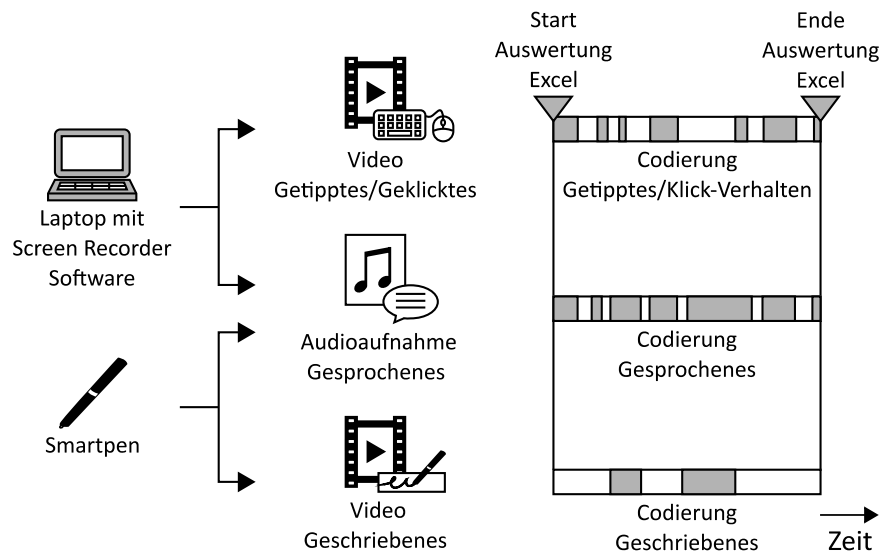 Start
Auswertung
Excel
Ende
Auswertung
Excel
Laptop mit
Screen Recorder
Software
Smartpen
Video
Getipptes/Geklicktes
Audioaufnahme
Gesprochenes
Video
Geschriebenes
Codierung
Getipptes/Klick-Verhalten
Codierung
Gesprochenes
Codierung
Geschriebenes
Zeit